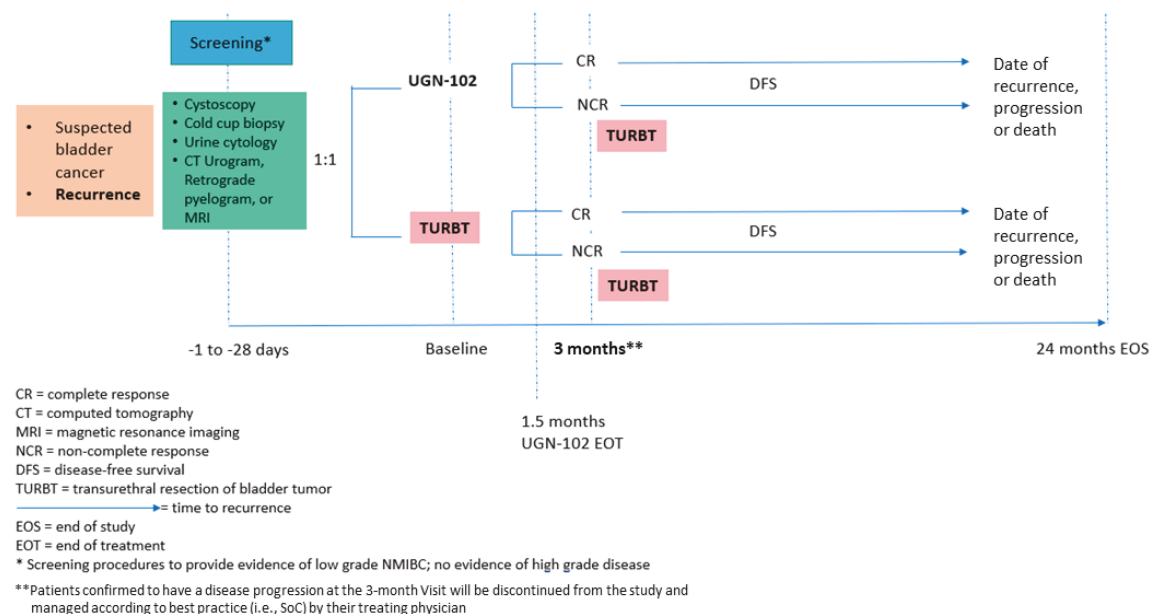 Screening*
• Suspected
bladder
cancer
• Recurrence
• Cystoscopy
• Cold cup biopsy
• Urine cytology
• CT Urogram,
Retrograde
pyelogram, or
MRI
1:1
UGN-102
CR
NCR
TURBT
DFS
Date of
recurrence,
progression
or death
TURBT
CR
NCR
TURBT
DFS
Date of
recurrence,
progression
or death
-1 to -28 days
Baseline
3 months**
24 months EOS
1.5 months
UGN-102 EOT
CR = complete response
CT = computed tomography
MRI = magnetic resonance imaging
NCR = non-complete response
DFS = disease-free survival
TURBT = transurethral resection of bladder tumor
= time to recurrence
EOS = end of study
EOT = end of treatment
* Screening procedures to provide evidence of low grade NMIBC; no evidence of high grade disease
**Patients confirmed to have a disease progression at the 3-month Visit will be discontinued from the study and
managed according to best practice (i.e., SoC) by their treating physician